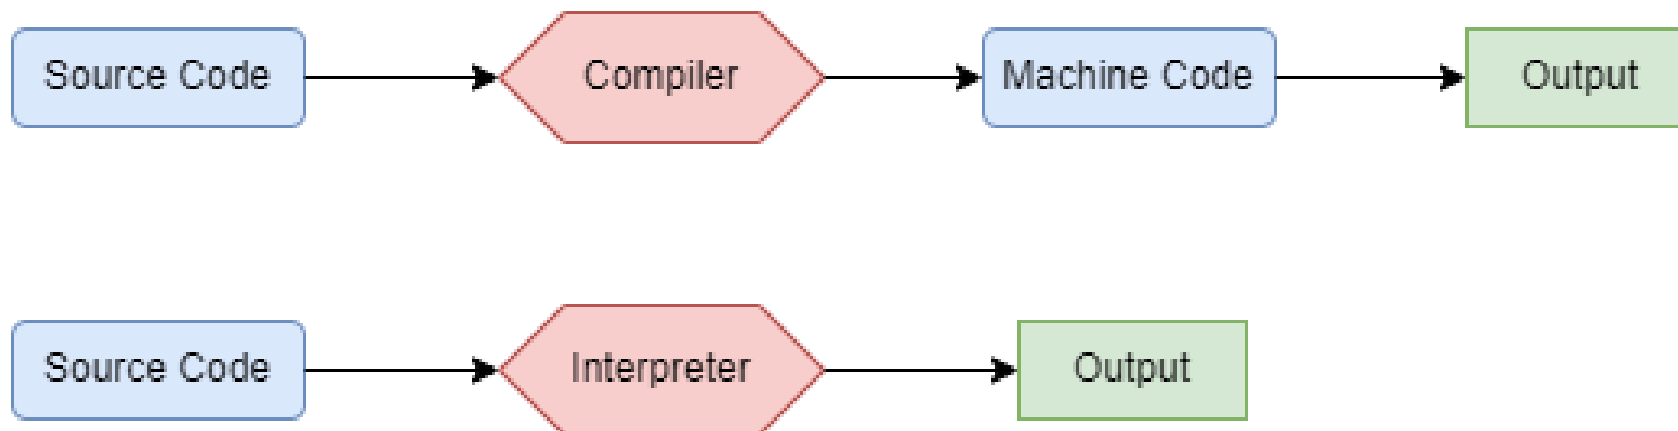 Source Code
Compiler
Machine Code
Output
Source Code
Interpreter
Output